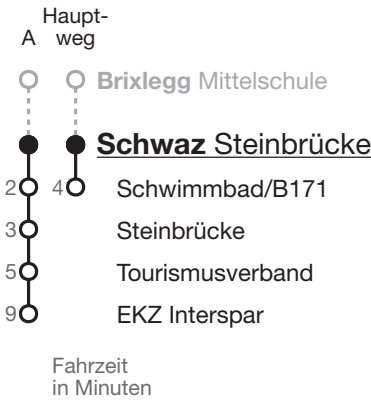 Haupt-
A weg
Brixlegg Mittelschule
Schwaz Steinbrücke
2 4 Schwimmbad/B171
3 Steinbrücke
5 Tourismusverband
9 EKZ Interspar
Fahrzeit
in Minuten